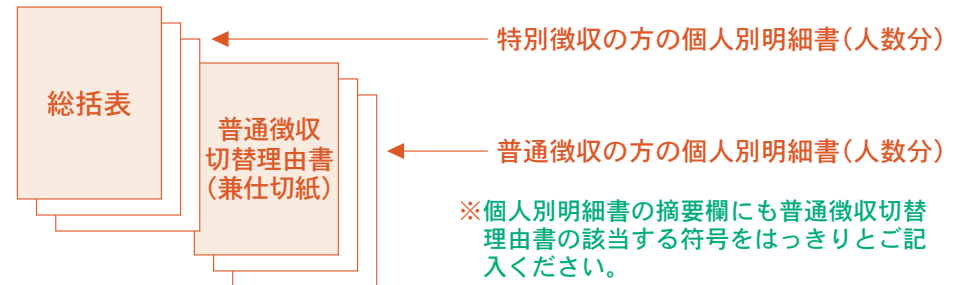 総括表
特別徴収の方の個人別明細書（人数分）
普通徴収
切替理由書
（兼仕切紙）
普通徴収の方の個人別明細書（人数分）
※個人別明細書の摘要欄にも普通徴収切替
理由書の該当する符号をはっきりとご記
入ください。